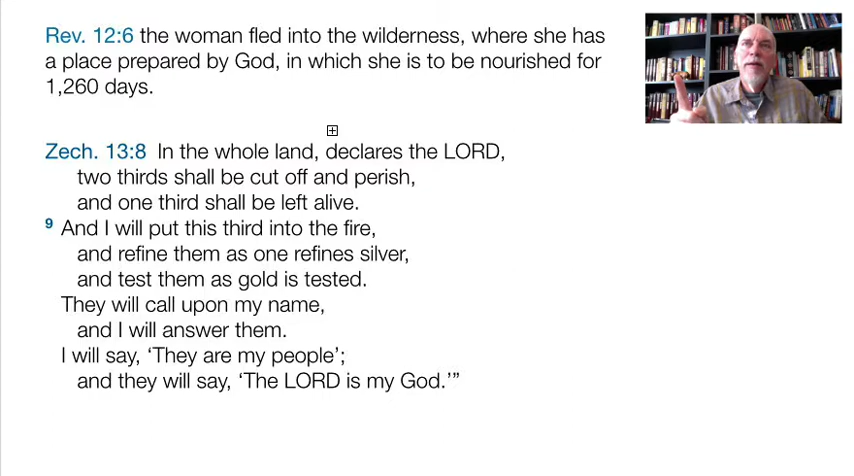 Rev. 12:6 the woman fled into the wilderness, where she has
a place prepared by God, in which she is to be nourished for
1,260 days.
Zech. 13:8 In the whole land, declares the LORD,
two thirds shall be cut off and perish,
and one third shall be left alive.
9 And I will put this third into the fire,
and refine them as one refines silver,
and test them as gold is tested.
They will call upon my name,
and I will answer them.
I will say, ‘They are my people’;
and they will say, ‘The LORD is my God.’”